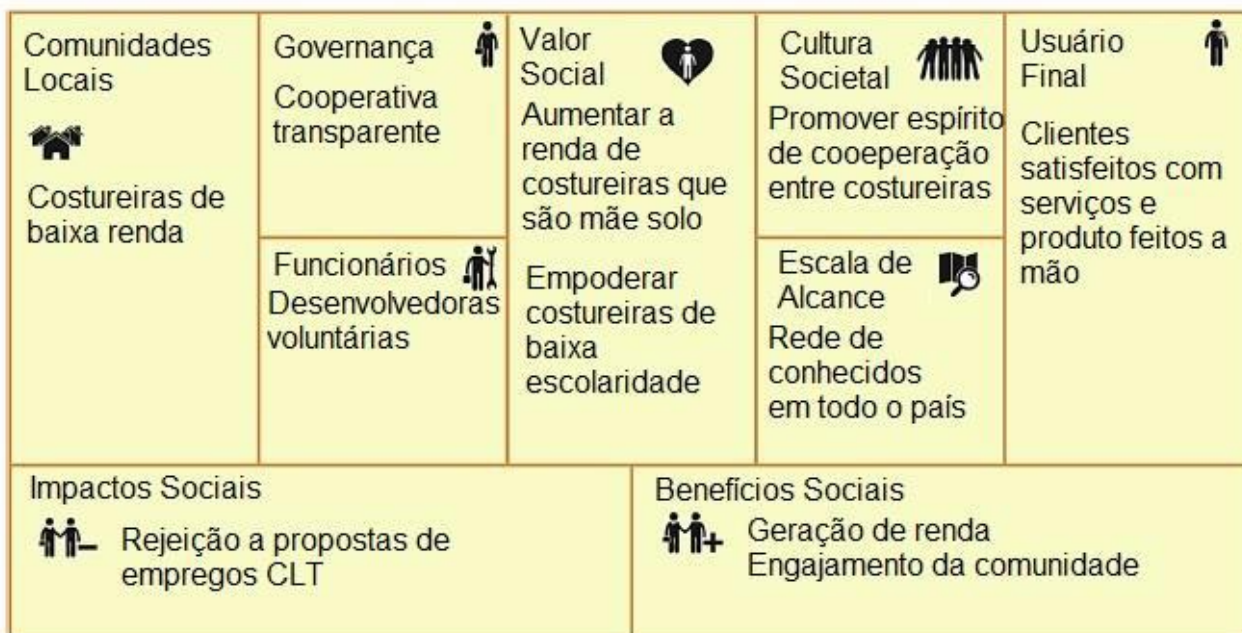 Comunidades
Locais
Costureiras de
baixa renda
Governança
Cooperativa
transparente
Funcionários
Desenvolvedoras
voluntárias
Valor
Social
Aumentar a
renda de
costureiras que
são mãe solo
Empoderar
costureiras de
baixa
escolaridade
Cultura
Societal
Promover espírito
de cooeperação
entre costureiras
Escala de
Alcance
Rede de
conhecidos
em todo o país
Usuário
Final
Clientes
satisfeitos com
serviços e
produto feitos a
mão
Impactos Sociais
Rejeição a propostas de
empregos CLT
Benefícios Sociais
Geração de renda
Engajamento da comunidade